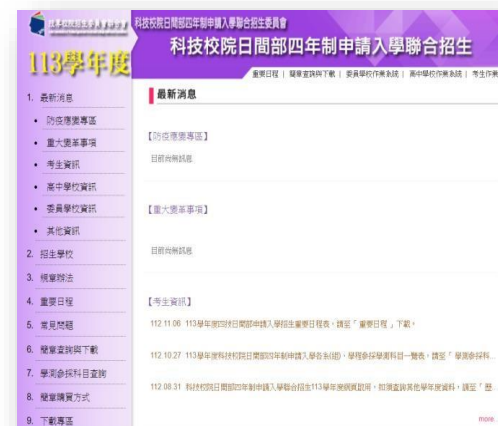 技專校院招生委員會聯合會
科技校院日間部四年制申請入學聯合招生委員會
科技校院日間部四年制申請入學聯合招生
113學年度
重要日程 | 簡章查詢與下載 | 委員學校作業系統 | 高中學校作業系統 | 考生作業
1. 最新消息
• 防疫應變專區
• 重大變革事項
• 考生資訊
• 高中學校資訊
• 委員學校資訊
• 其他資訊
2. 招生學校
3. 規章辦法
4. 重要日程
5. 常見問題
6. 簡章查詢與下載
7. 學測參採科目查詢
8. 簡章購買方式
9. 下載專區
最新消息
【防疫應變專區】
目前尚無訊息
【重大變革事項】
目前尚無訊息
【考生資訊】
112.11.06 113學年度四技日間部申請入學招生重要日程表,請至「重要日程」下載。
112.10.27 113學年度科技校院日間部四年制申請入學各系(組)、學程參採學測科目一覽表,請至「學測參採科...
112.08.31 科技校院日間部四年制申請入學聯合招生113學年度網頁啟用,如須查詢其他學年度資料,請至「歷...
more...